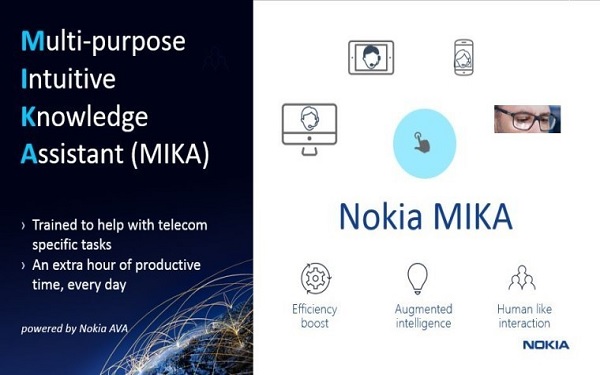 Multi-purpose
Intuitive
Knowledge
Assistant (MIKA)
› Trained to help with telecom
specific tasks
› An extra hour of productive
time, every day
powered by Nokia AVA
Nokia MIKA
Efficiency
boost
Augmented
intelligence
Human like
interaction
NOKIA